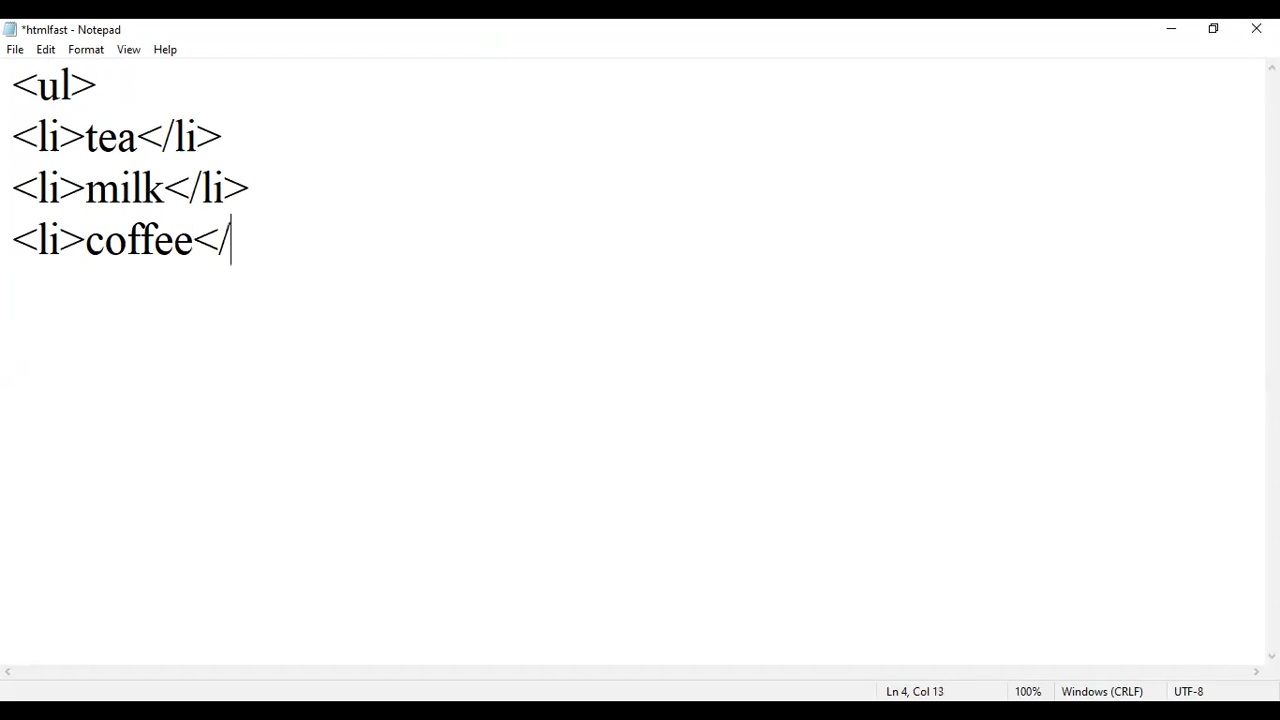 *htmlfast - Notepad
File Edit Format View Help
<ul>
<li>tea</li>
<li>milk</li>
<li>coffee</
Ln 4, Col 13 100% Windows (CRLF) UTF-8